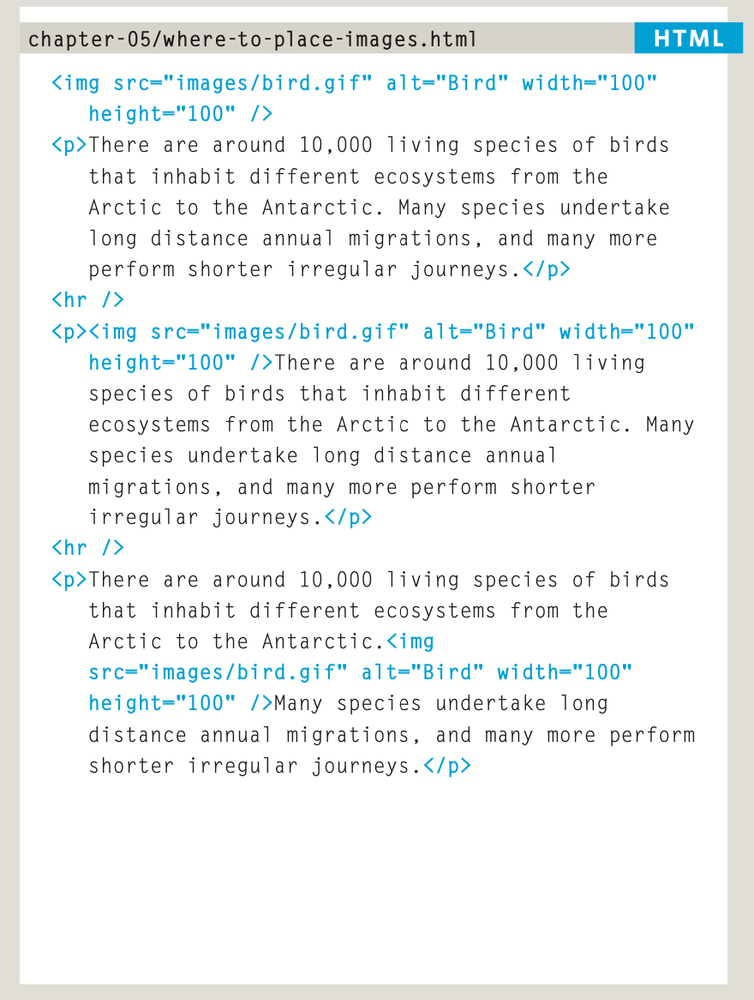 chapter-05/where-to-place-images.html HTML
<img src="images/bird.gif" alt="Bird" width="100"
height="100" />
<p>There are around 10,000 living species of birds
that inhabit different ecosystems from the
Arctic to the Antarctic. Many species undertake
long distance annual migrations, and many more
perform shorter irregular journeys.</p>
<hr />
<p><img src="images/bird.gif" alt="Bird" width="100"
height="100" />There are around 10,000 living
species of birds that inhabit different
ecosystems from the Arctic to the Antarctic. Many
species undertake long distance annual
migrations, and many more perform shorter
irregular journeys.</p>
<hr />
<p>There are around 10,000 living species of birds
that inhabit different ecosystems from the
Arctic to the Antarctic.<img
src="images/bird.gif" alt="Bird" width="100"
height="100" />Many species undertake long
distance annual migrations, and many more perform
shorter irregular journeys.</p>